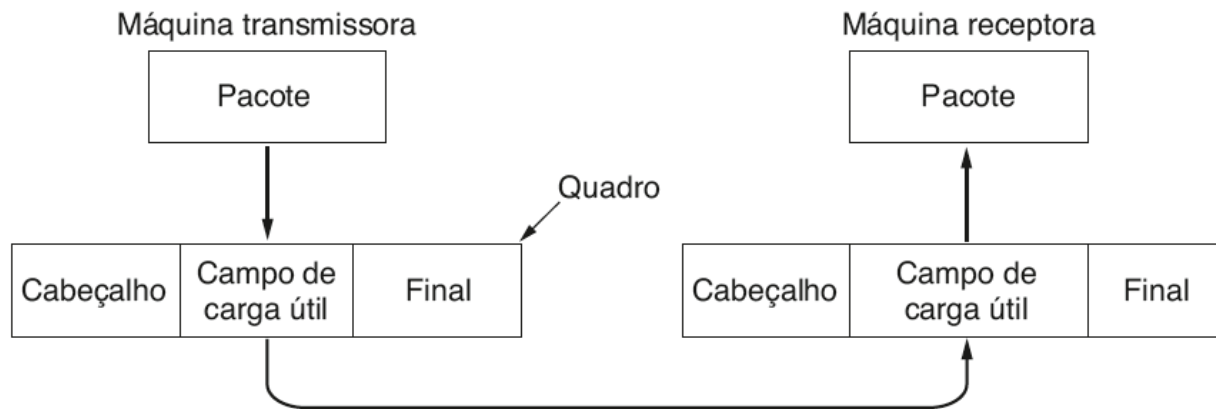 Máquina transmissora
Máquina receptora
Pacote
Pacote
Quadro
Cabeçalho
Campo de
carga útil
Final
Cabeçalho
Campo de
carga útil
Final